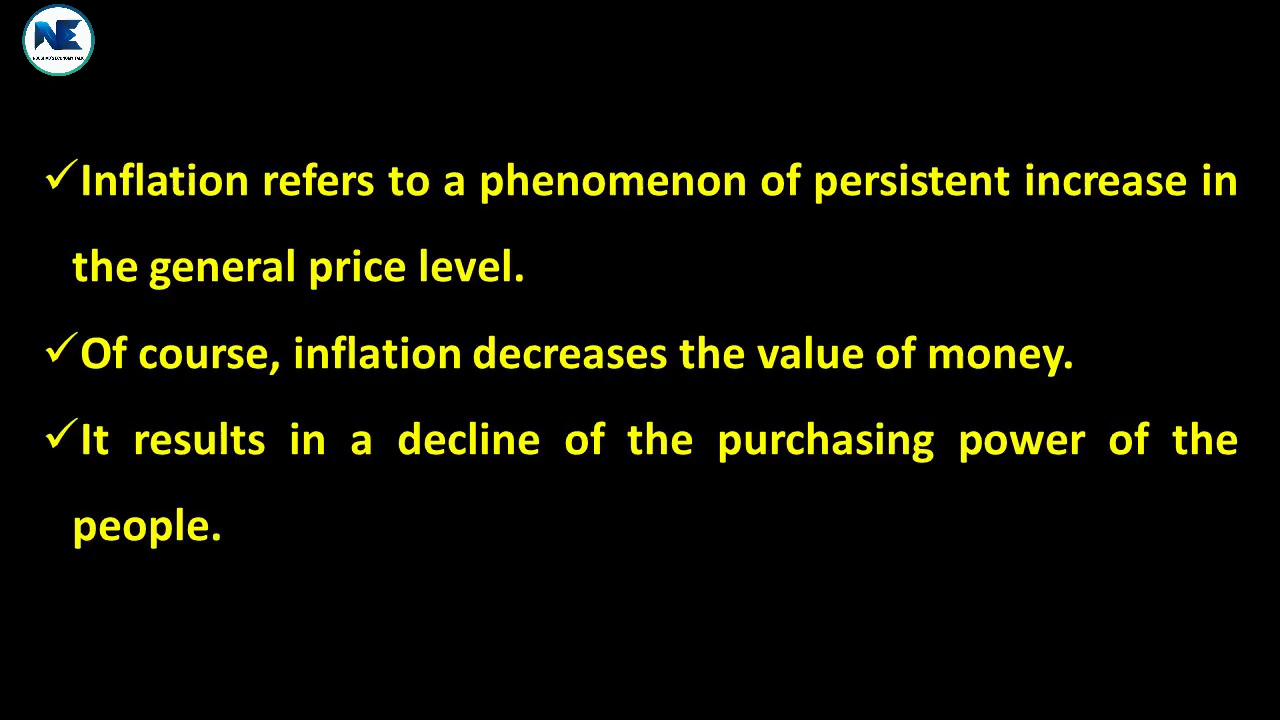 NE
✓Inflation refers to a phenomenon of persistent increase in
the general price level.
✓Of course, inflation decreases the value of money.
✓It results in a decline of the purchasing power of the
people.